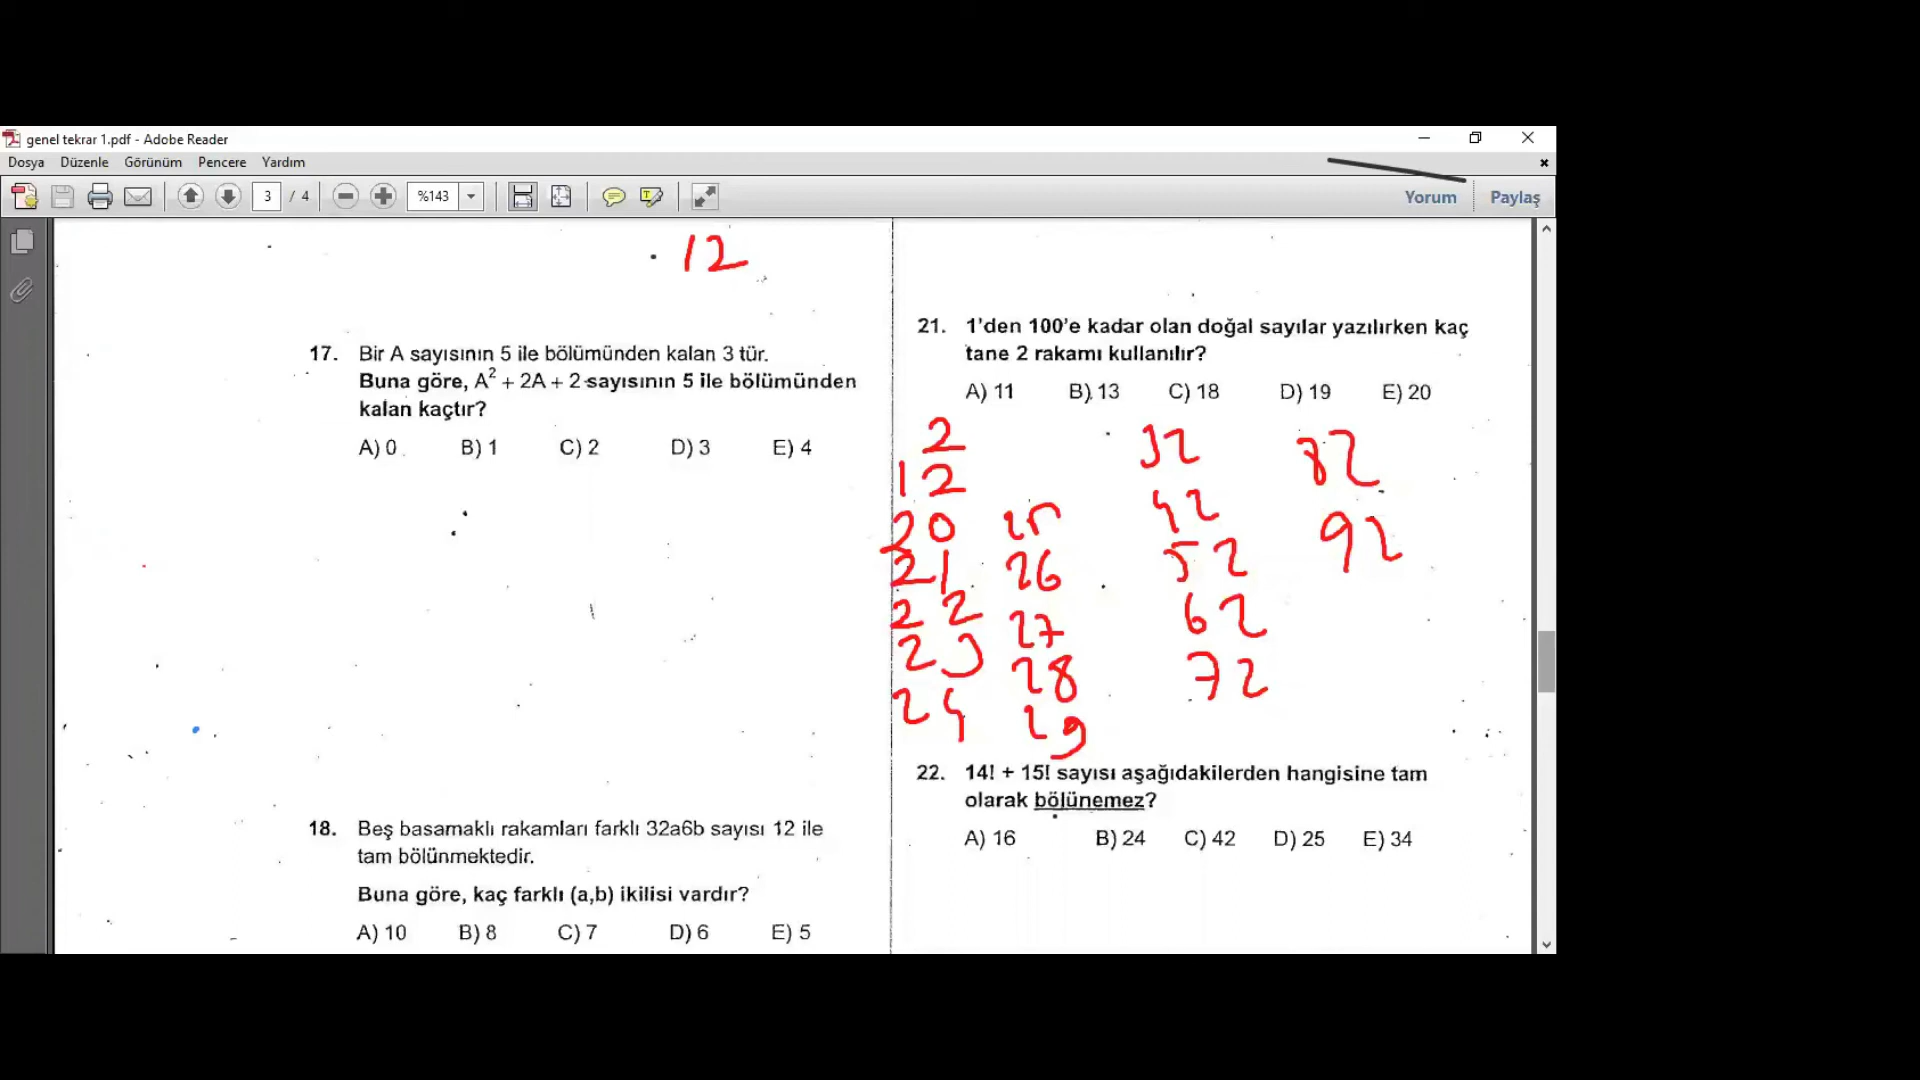 genel tekrar 1.pdf - Adobe Reader
Dosya Düzenle Görünüm Pencere Yardım
3 / 4 %143 Yorum Paylaş
12
17. Bir A sayısının 5 ile bölümünden kalan 3 tür.
Buna göre, A² + 2A + 2 sayısının 5 ile bölümünden
kalan kaçtır?
A) 0 B) 1 C) 2 D) 3 E) 4
18. Beş basamaklı rakamları farklı 32a6b sayısı 12 ile
tam bölünmektedir.
Buna göre, kaç farklı (a,b) ikilisi vardır?
A) 10 B) 8 C) 7 D) 6 E) 5
21. 1'den 100'e kadar olan doğal sayılar yazılırken kaç
tane 2 rakamı kullanılır?
A) 11 B) 13 C) 18 D) 19 E) 20
2
12
20
21
22
23
24
25
26
27
28
29
32
42
52
62
72
82
92
22. 14! + 15! sayısı aşağıdakilerden hangisine tam
olarak bölünemez?
A) 16 B) 24 C) 42 D) 25 E) 34